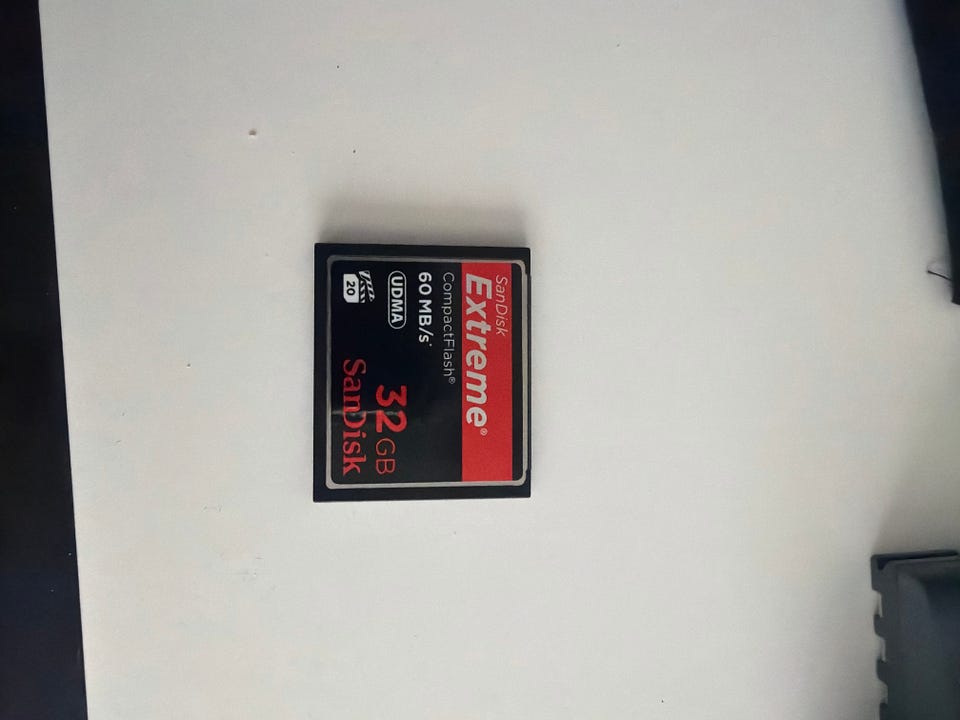 SanDisk
Extreme®
CompactFlash®
60 MB/s*
UDMA
20
32 GB
SanDisk